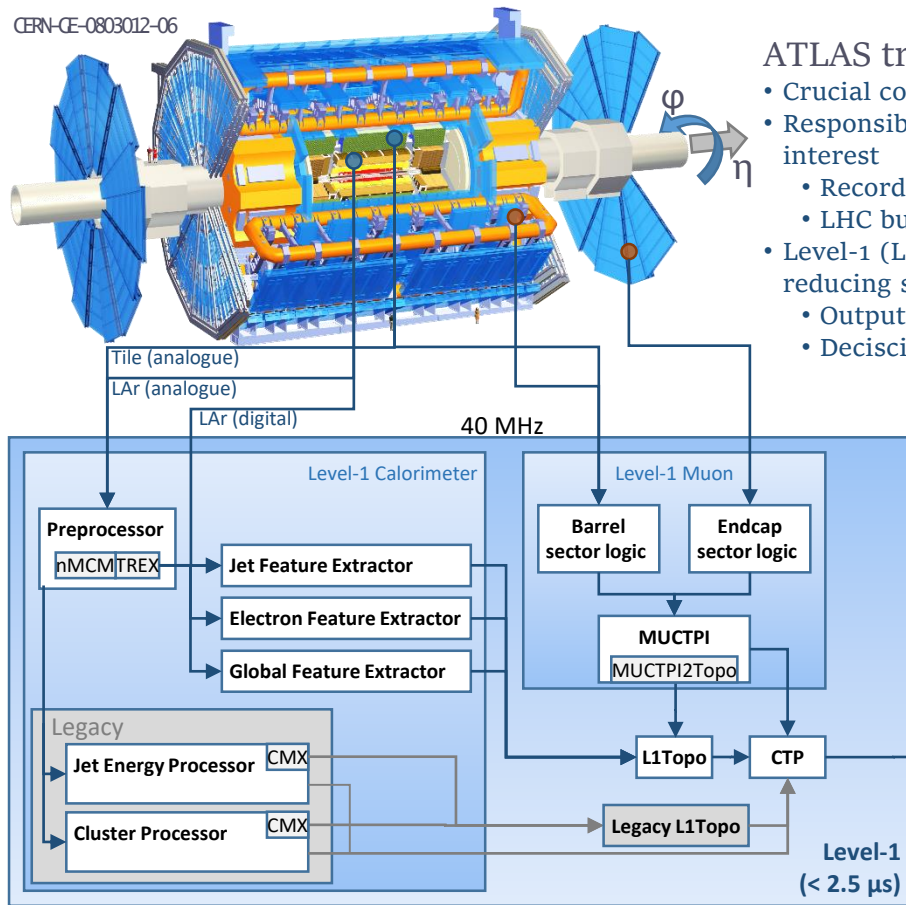 CERN-GE-0803012-06
ATLAS tr
• Crucial co
• Responsib
interest
• Record
• LHC bu
• Level-1 (L
reducing s
• Output
• Decisci
φ
η
Tile (analogue)
LAr (analogue)
LAr (digital)
40 MHz
Level-1 Calorimeter
Level-1 Muon
Preprocessor
nMCM TREX
Jet Feature Extractor
Electron Feature Extractor
Global Feature Extractor
Barrel
sector logic
Endcap
sector logic
MUCTPI
MUCTPI2Topo
Legacy
Jet Energy Processor
CMX
Cluster Processor
CMX
L1Topo
CTP
Legacy L1Topo
Level-1
(< 2.5 µs)